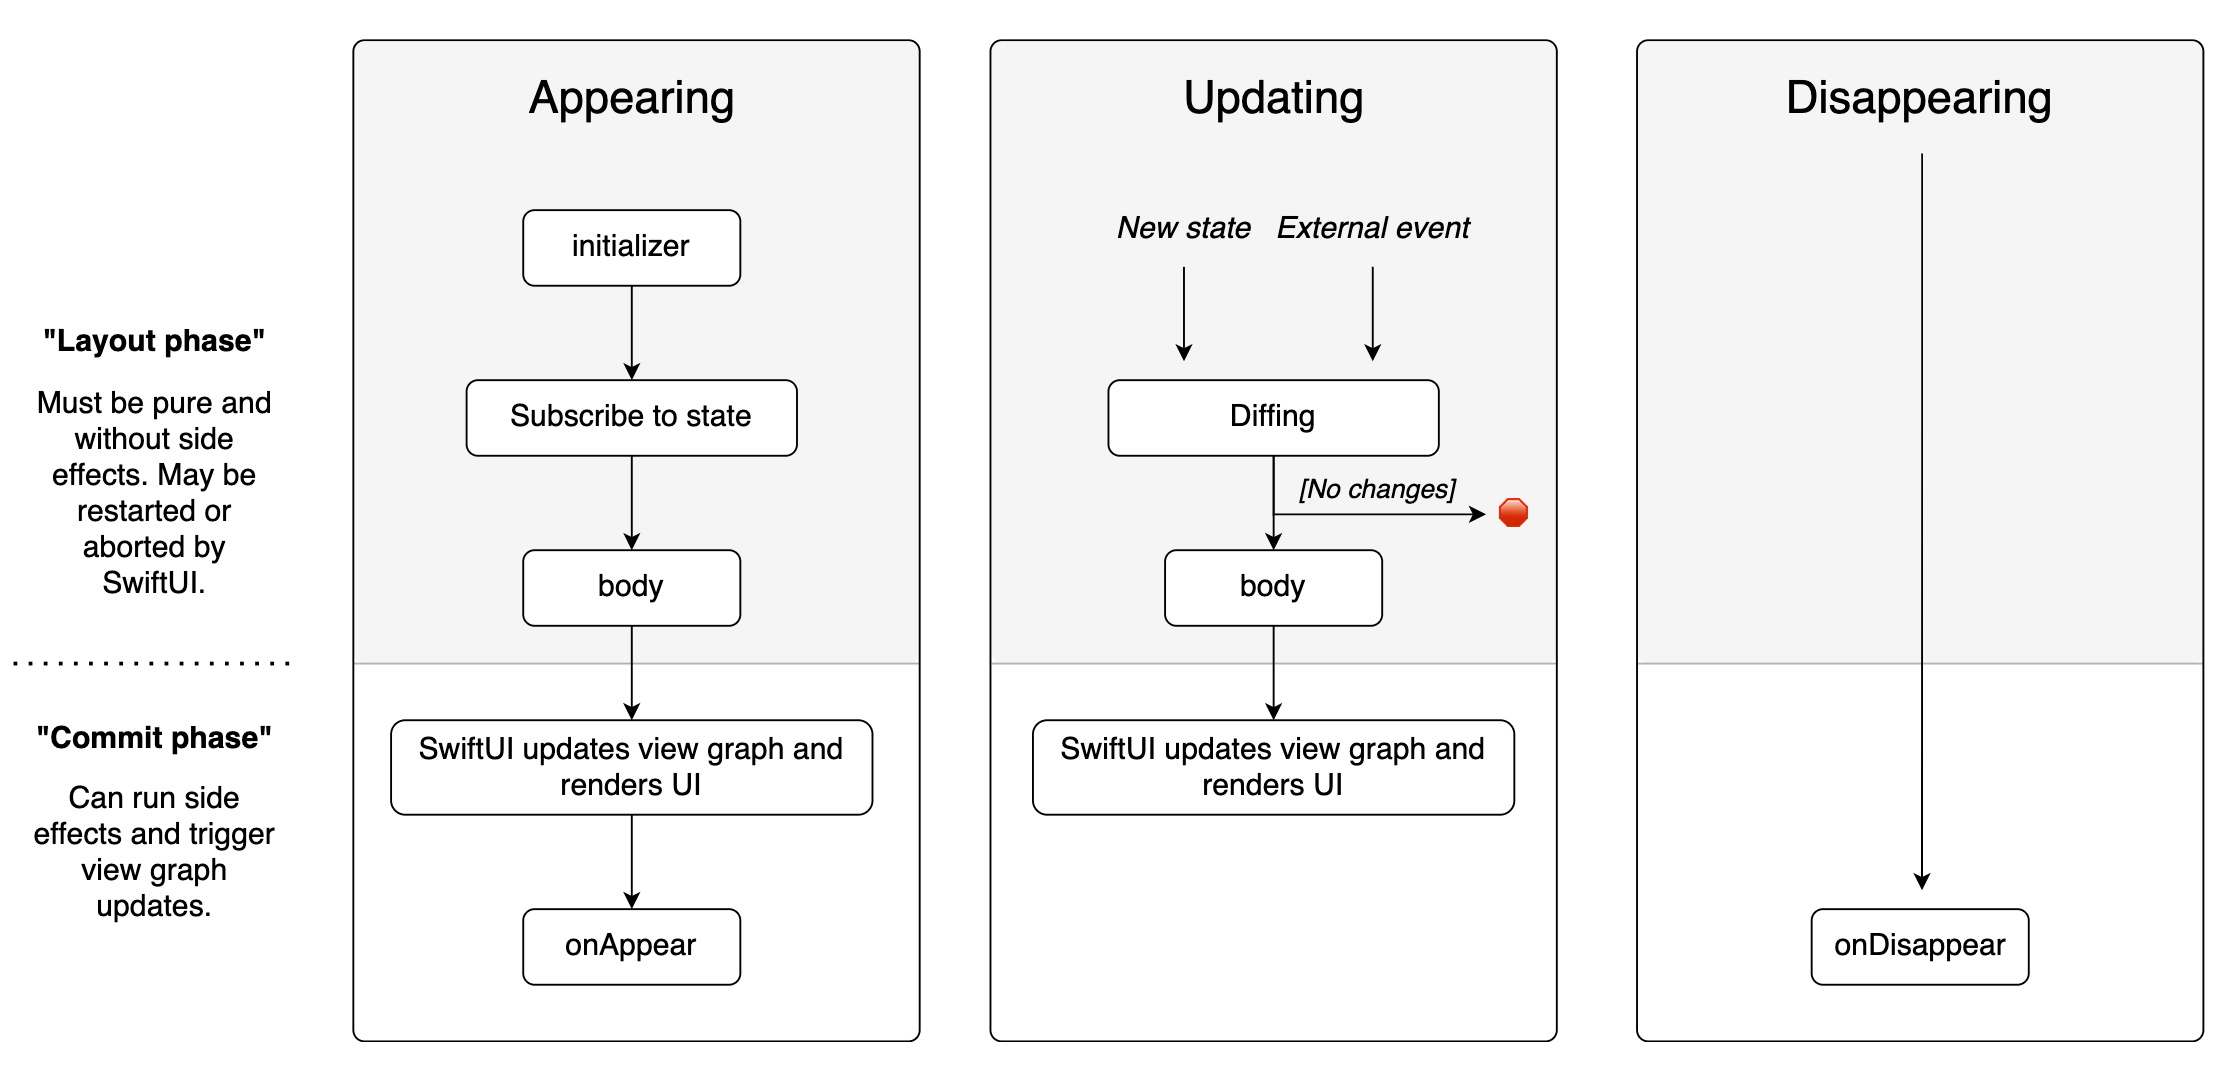 Appearing
Updating
Disappearing
initializer
New state
External event
"Layout phase"
Must be pure and
without side
effects. May be
restarted or
aborted by
SwiftUI.
Subscribe to state
Diffing
[No changes]
body
body
"Commit phase"
Can run side
effects and trigger
view graph
updates.
SwiftUI updates view graph and
renders UI
SwiftUI updates view graph and
renders UI
onAppear
onDisappear